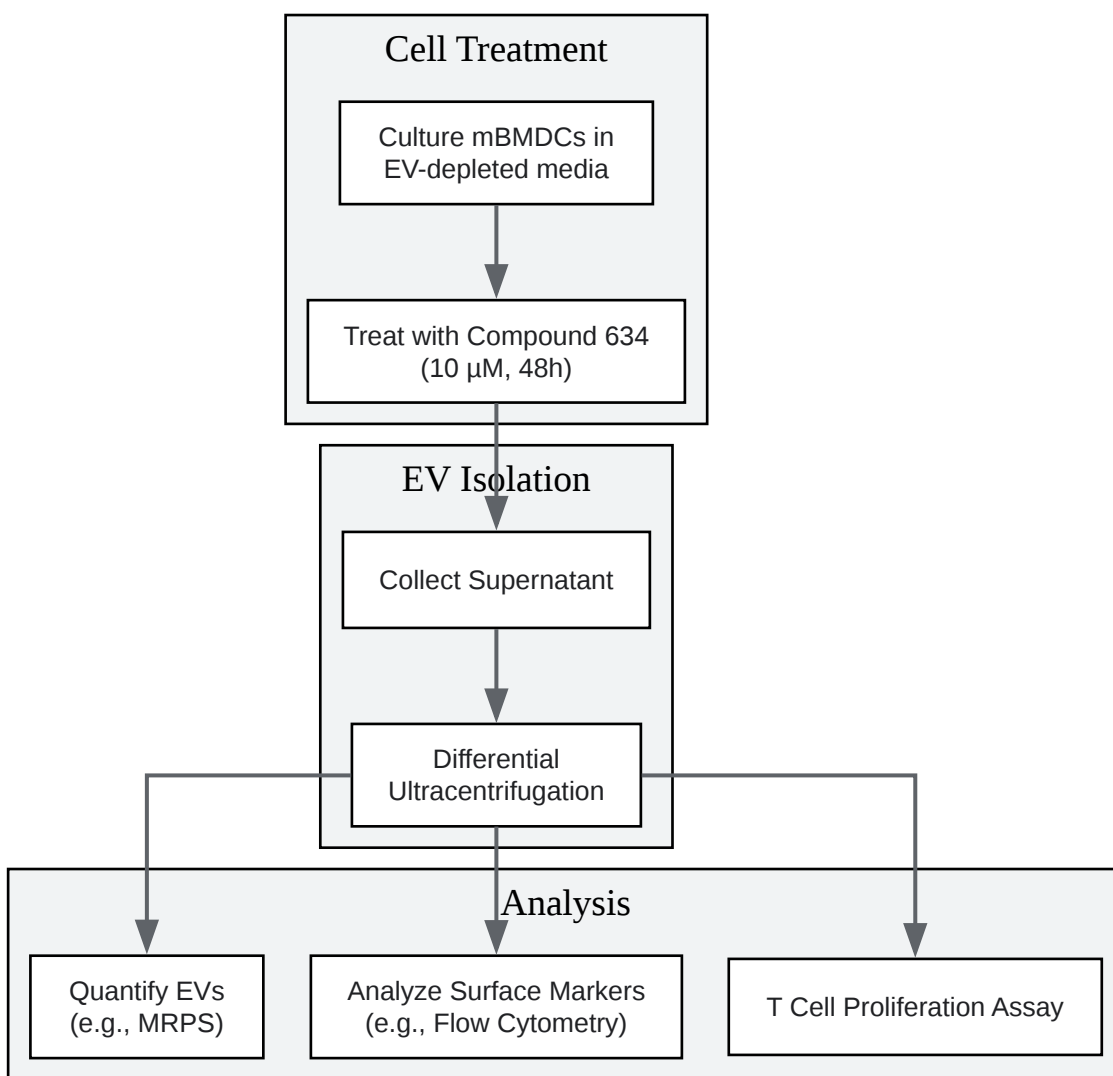 Cell Treatment
Culture mBMDCs in
EV-depleted media
Treat with Compound 634
(10 µM, 48h)
EV Isolation
Collect Supernatant
Differential
Ultracentrifugation
Analysis
Quantify EVs
(e.g., MRPS)
Analyze Surface Markers
(e.g., Flow Cytometry)
T Cell Proliferation Assay